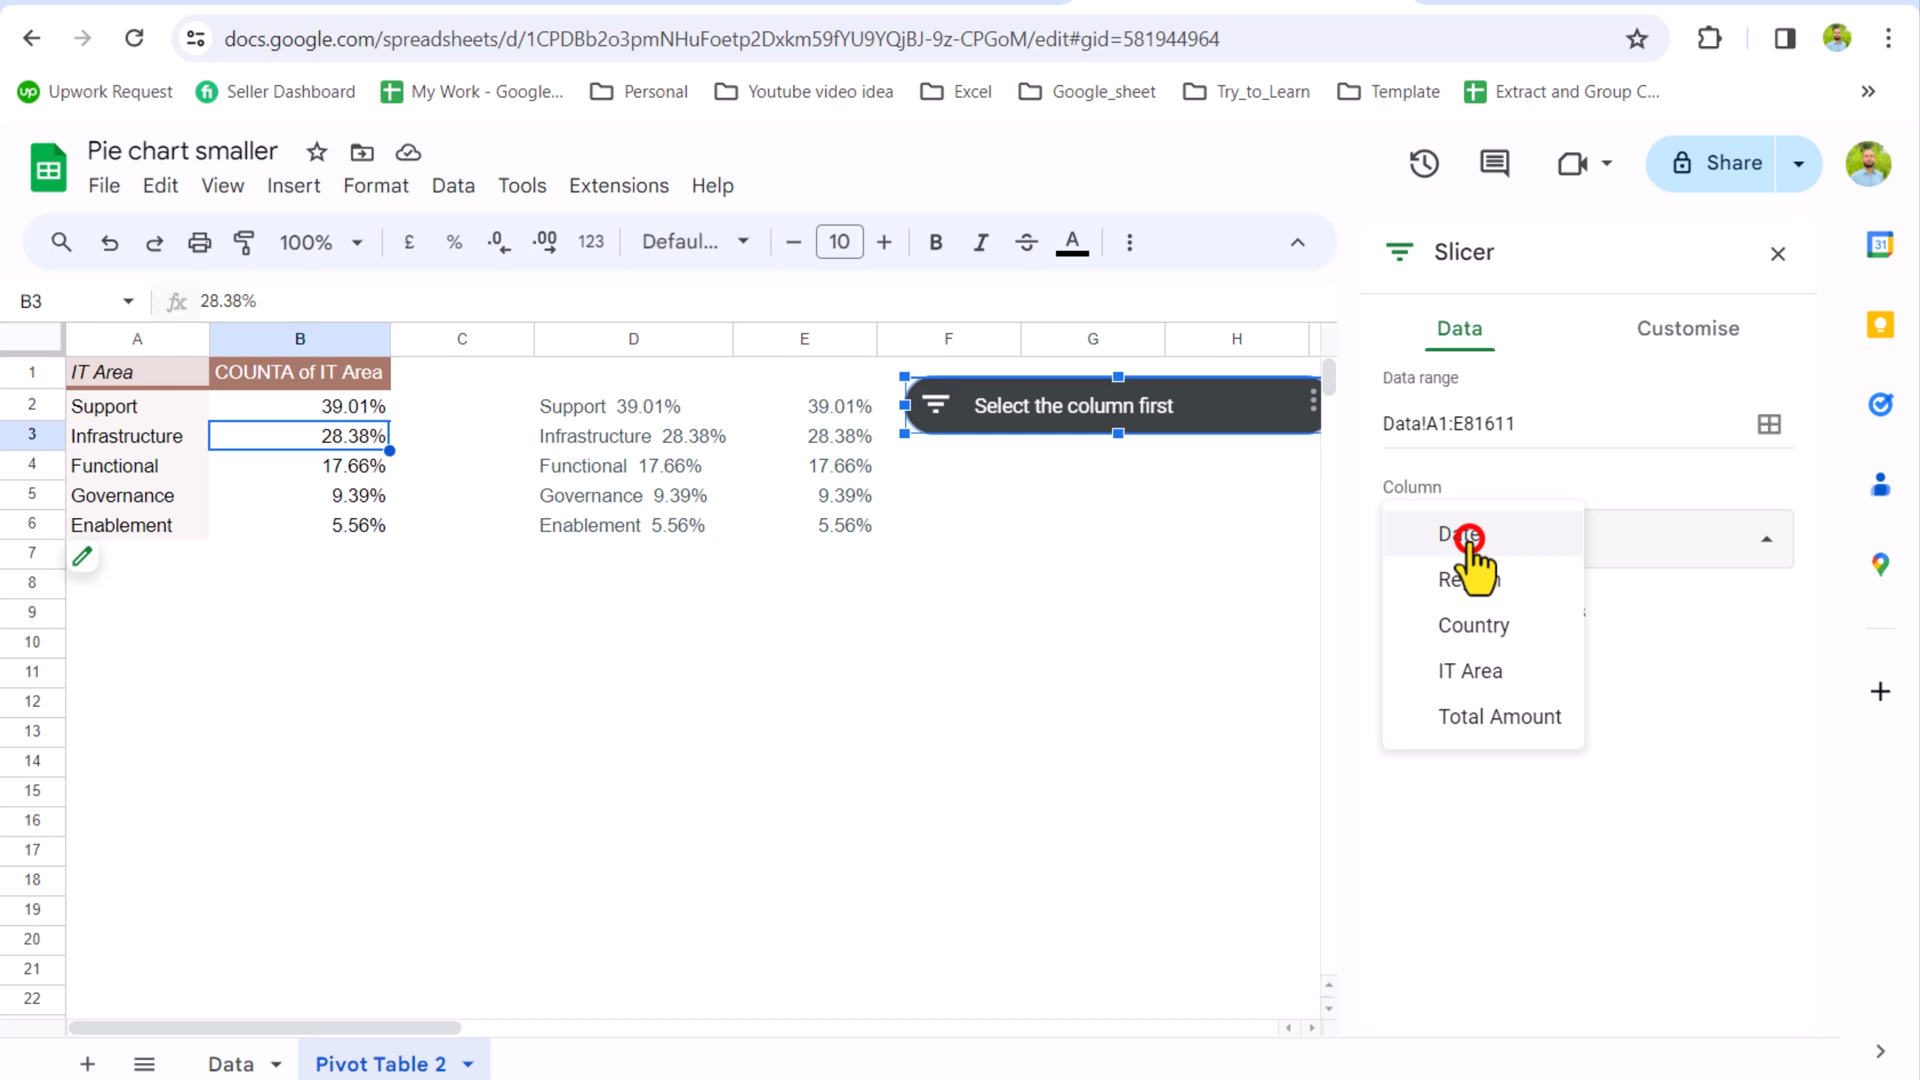 docs.google.com/spreadsheets/d/1CPDBb2o3pmNHuFoetp2Dxkm59fYU9YQjBJ-9z-CPGoM/edit#gid=581944964
up Upwork Request fi Seller Dashboard My Work - Google... Personal Youtube video idea Excel Google_sheet Try_to_Learn Template Extract and Group C... »
Pie chart smaller
File Edit View Insert Format Data Tools Extensions Help
Share
100% £ % .0 .00 123 Defaul... − 10 + B I S A
Slicer
31
B3 fx 28.38%
Data Customise
A B C D E F G H
Data range
Data!A1:E81611
1 IT Area COUNTA of IT Area
2 Support 39.01% Support 39.01% 39.01% Select the column first
3 Infrastructure 28.38% Infrastructure 28.38% 28.38%
4 Functional 17.66% Functional 17.66% 17.66%
5 Governance 9.39% Governance 9.39% 9.39%
6 Enablement 5.56% Enablement 5.56% 5.56%
7
8
9
10
11
12
13
14
15
16
17
18
19
20
21
22
Column
Date
Country
IT Area
Total Amount
Data Pivot Table 2